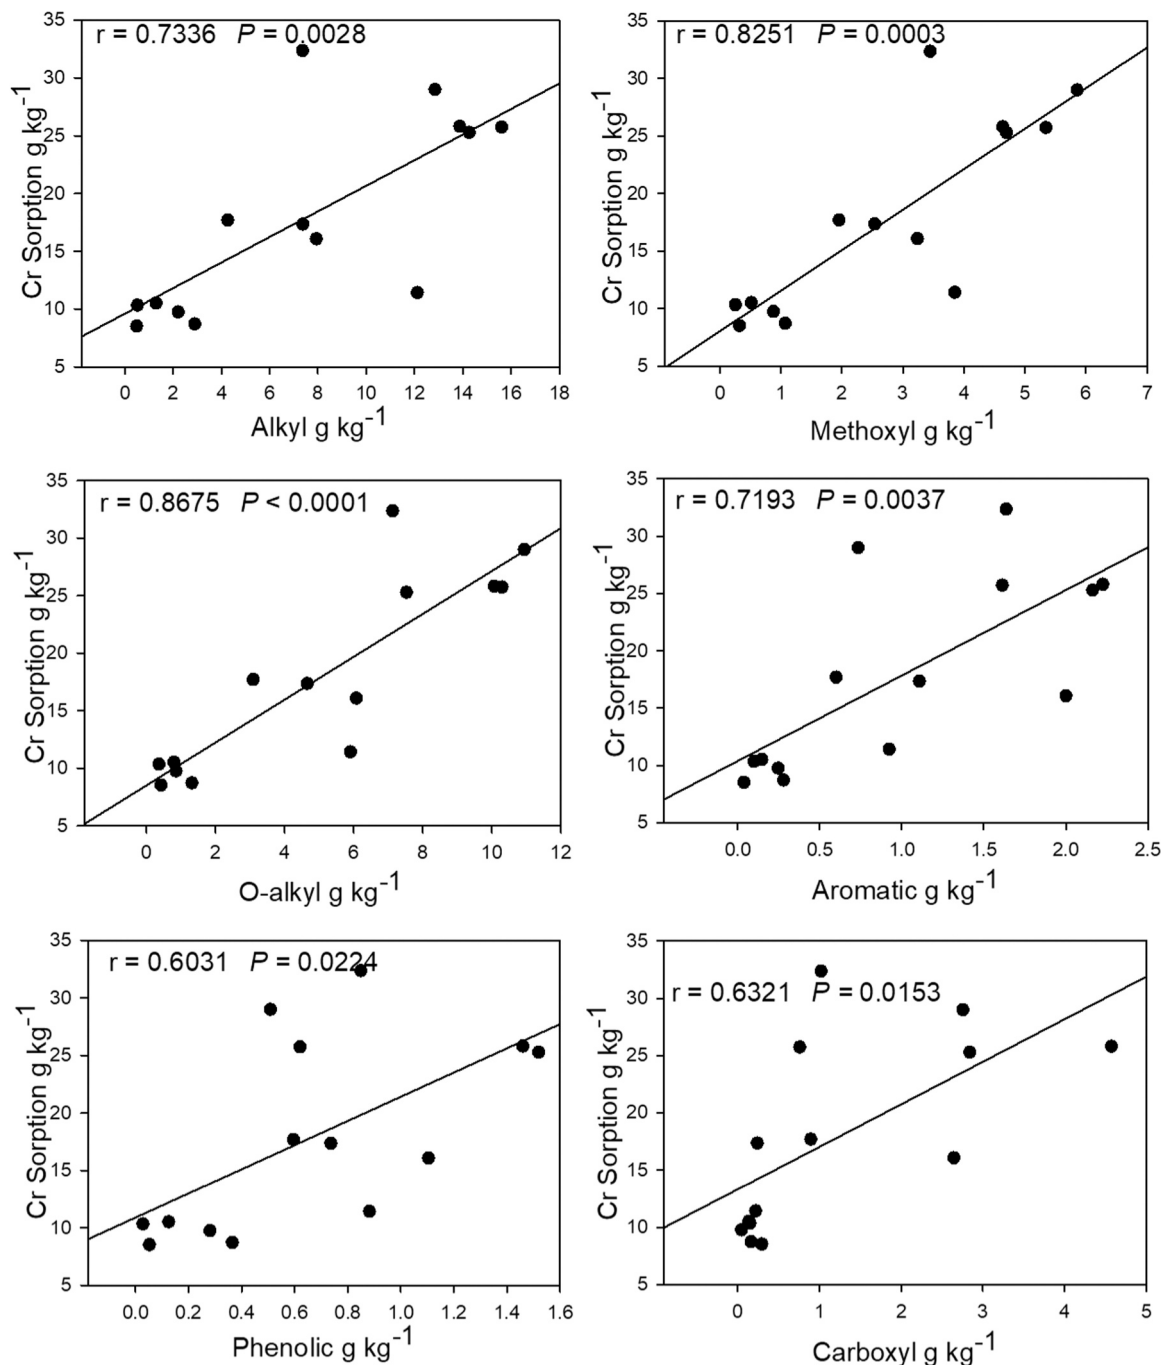 35
r = 0.7336 P = 0.0028
30
25
20
15
10
5
Cr Sorption g kg-1
0 2 4 6 8 10 12 14 16 18
Alkyl g kg-1
35
r = 0.8251 P = 0.0003
30
25
20
15
10
5
Cr Sorption g kg-1
0 1 2 3 4 5 6 7
Methoxyl g kg-1
35
r = 0.8675 P < 0.0001
30
25
20
15
10
5
Cr Sorption g kg-1
0 2 4 6 8 10 12
O-alkyl g kg-1
35
r = 0.7193 P = 0.0037
30
25
20
15
10
5
Cr Sorption g kg-1
0.0 0.5 1.0 1.5 2.0 2.5
Aromatic g kg-1
35
r = 0.6031 P = 0.0224
30
25
20
15
10
5
Cr Sorption g kg-1
0.0 0.2 0.4 0.6 0.8 1.0 1.2 1.4 1.6
Phenolic g kg-1
35
r = 0.6321 P = 0.0153
30
25
20
15
10
5
Cr Sorption g kg-1
0 1 2 3 4 5
Carboxyl g kg-1